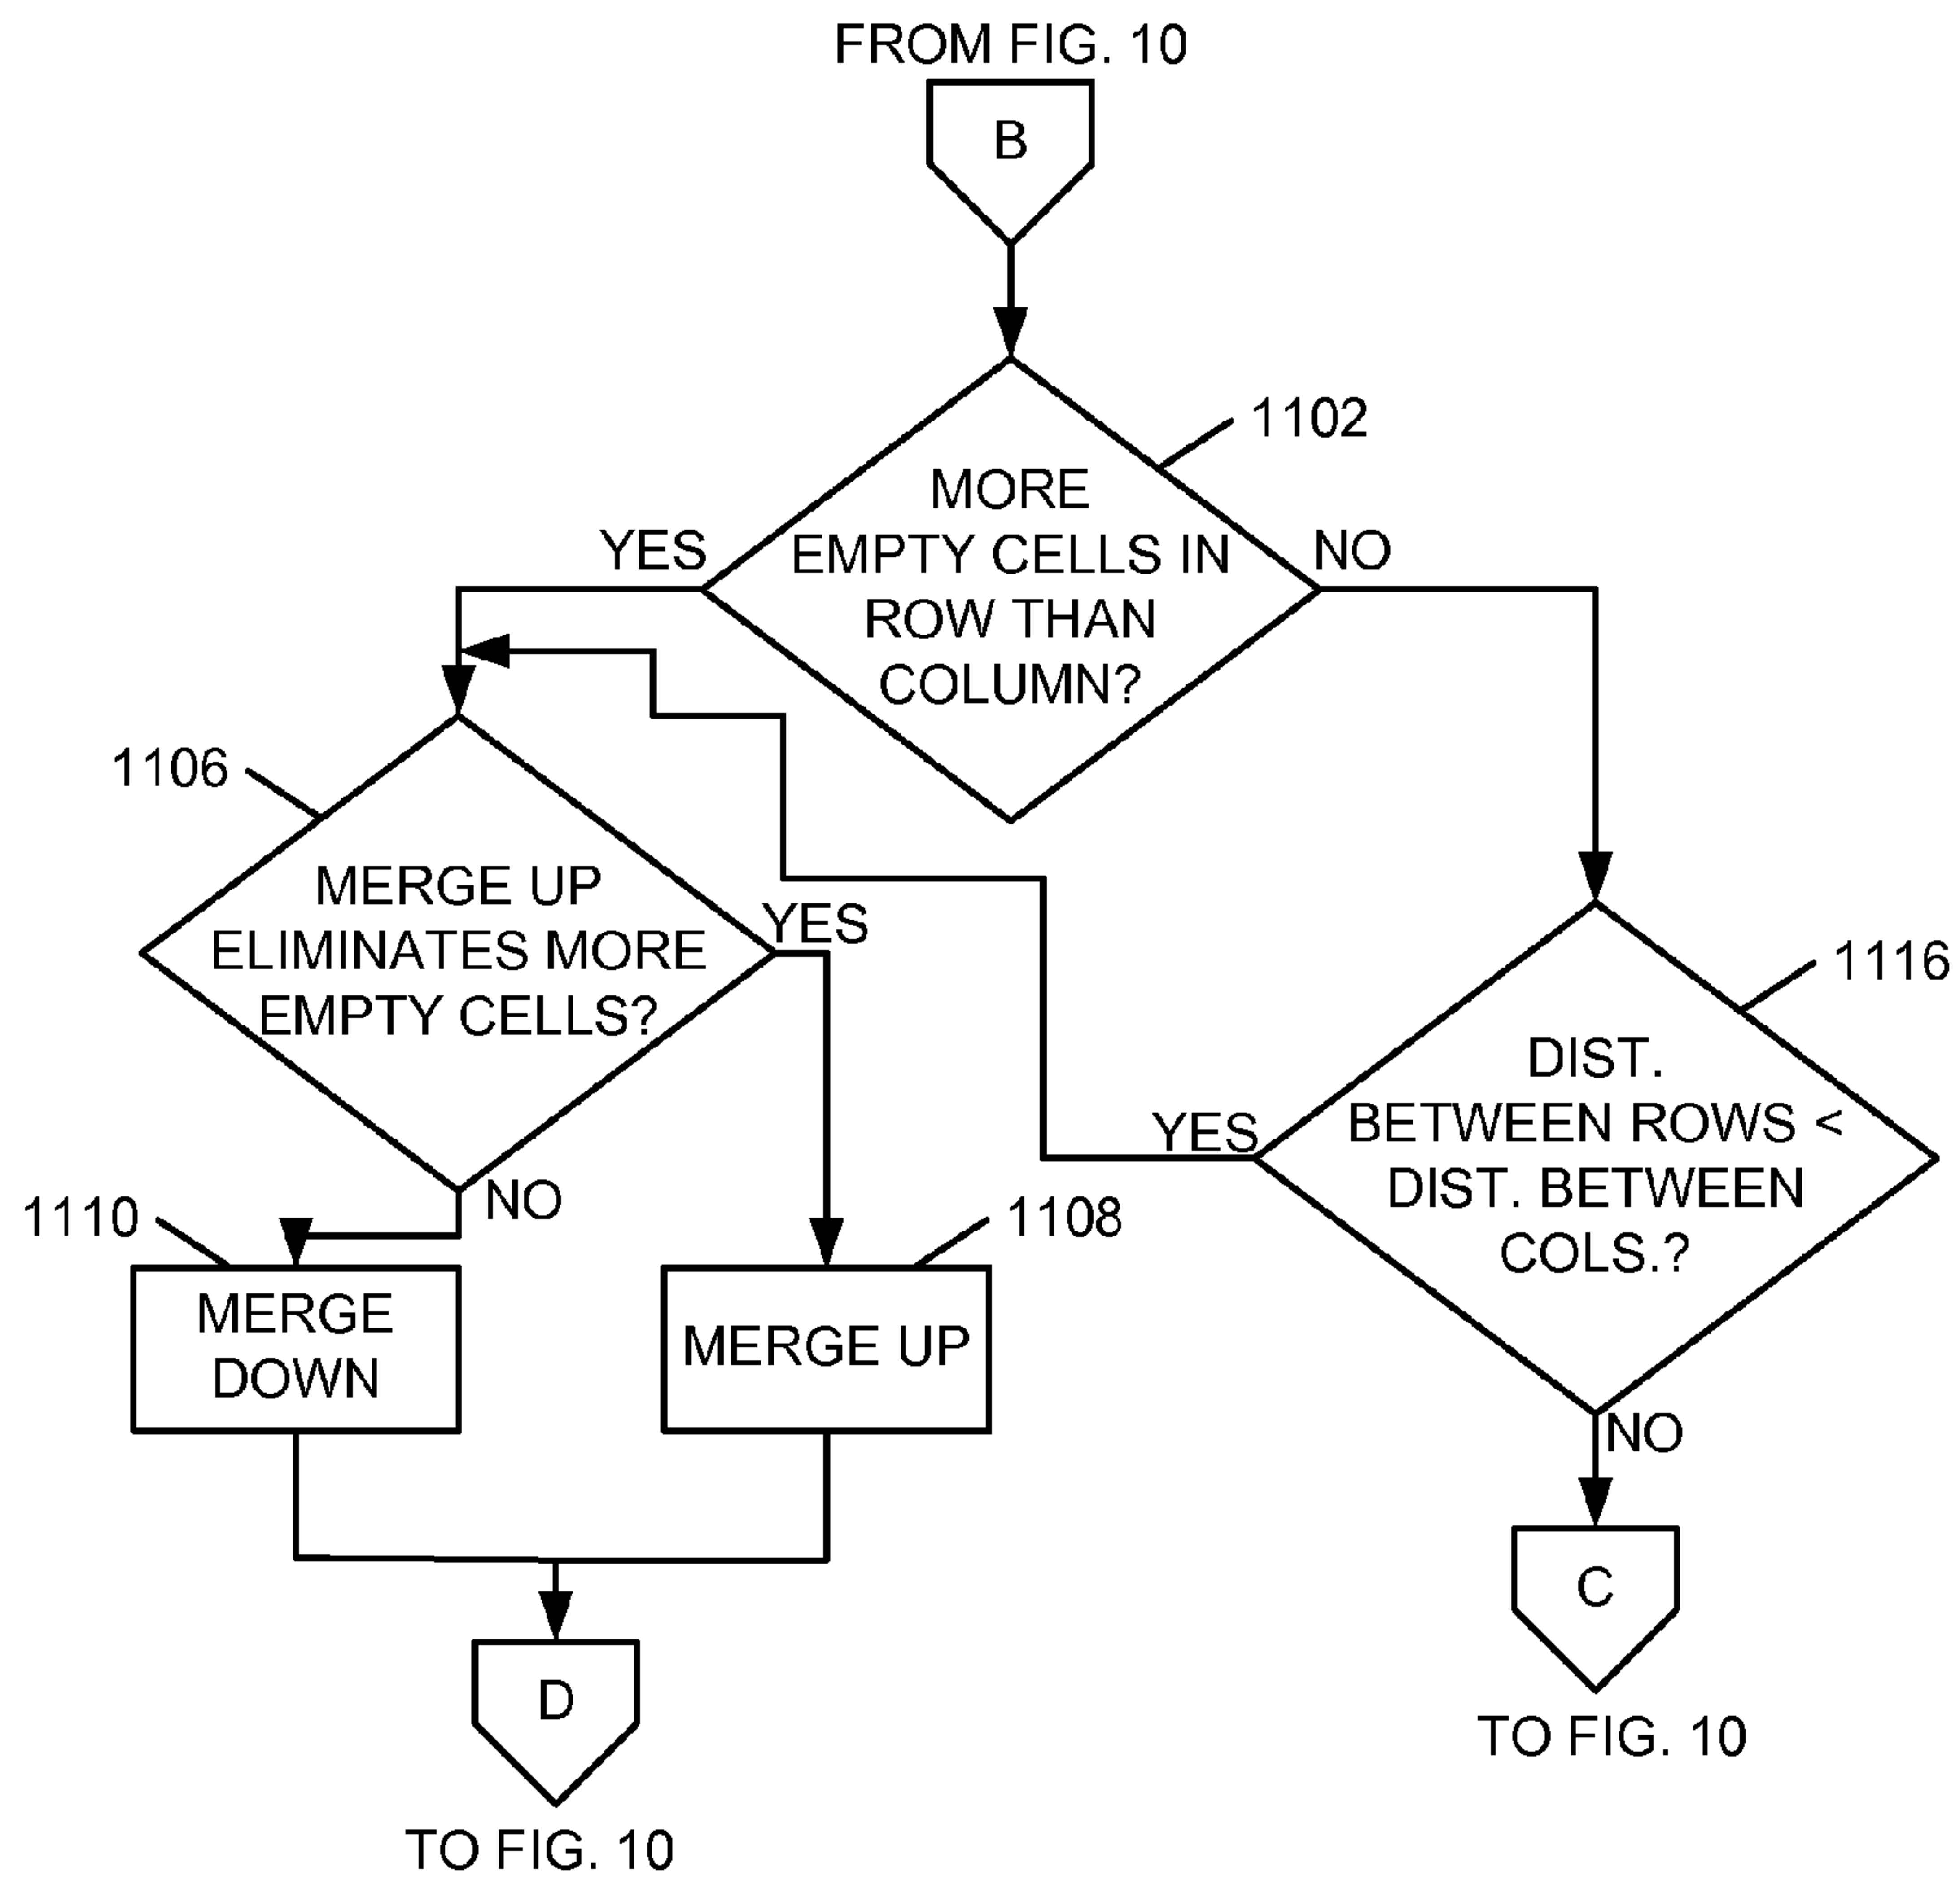 FROM FIG. 10
B
1102
MORE
EMPTY CELLS IN
ROW THAN
COLUMN?
YES
NO
1106
MERGE UP
ELIMINATES MORE
EMPTY CELLS?
YES
NO
1116
DIST.
BETWEEN ROWS <
DIST. BETWEEN
COLS.?
YES
NO
1110
MERGE
DOWN
1108
MERGE UP
C
TO FIG. 10
D
TO FIG. 10